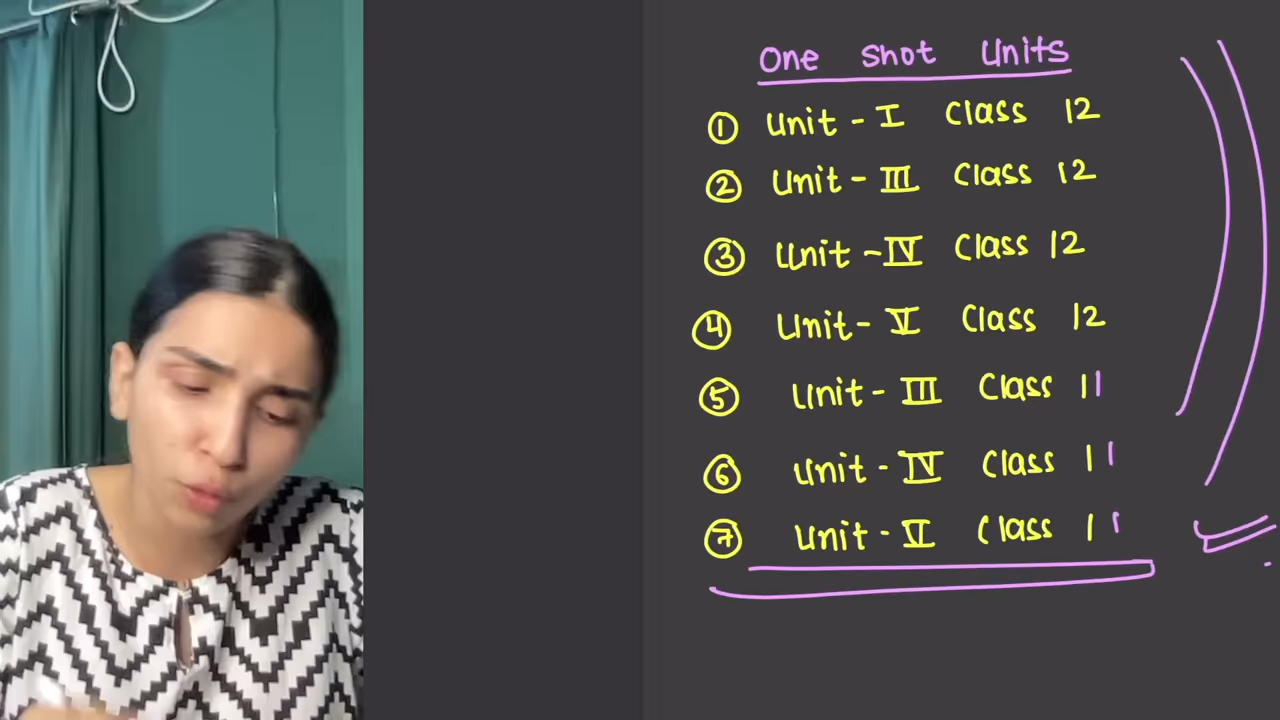 One Shot Units
① Unit - I Class 12
② Unit - III Class 12
③ Unit - IV Class 12
④ Unit - V Class 12
⑤ Unit - III Class 11
⑥ Unit - IV Class 11
⑦ Unit - V Class 11